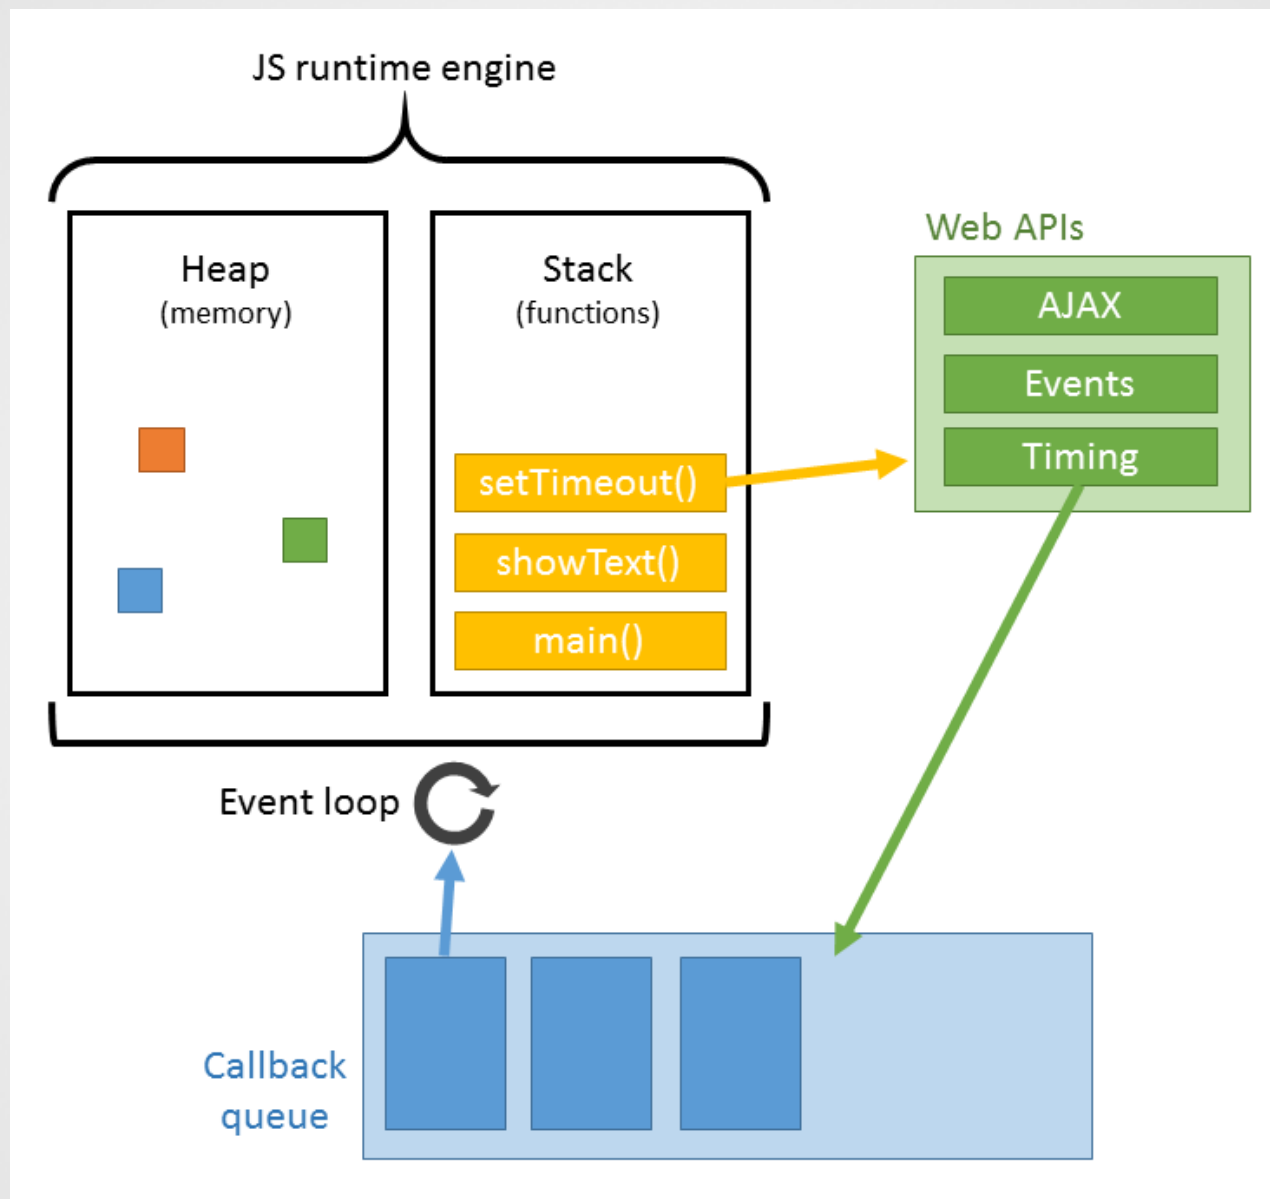 JS runtime engine
Heap
(memory)
Stack
(functions)
setTimeout()
showText()
main()
Web APIs
AJAX
Events
Timing
Event loop
Callback
queue